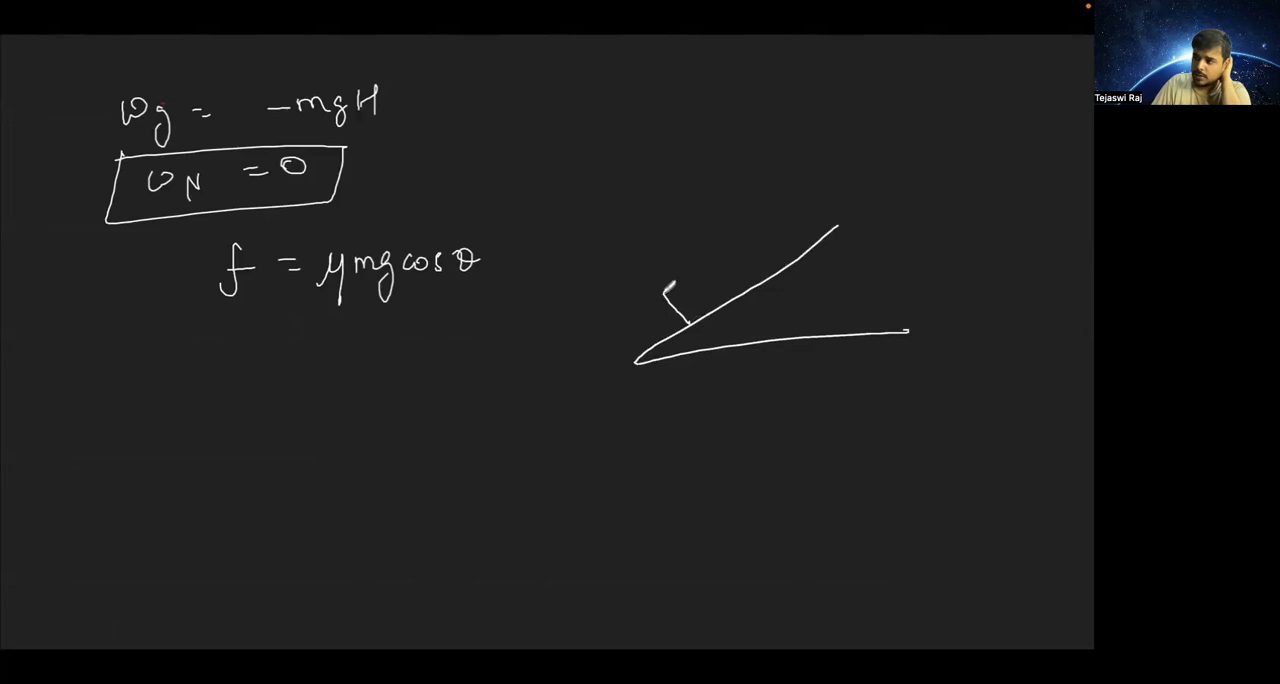 Wg = -mgH
WN = 0
f = μmg cos θ
Tejaswi Raj